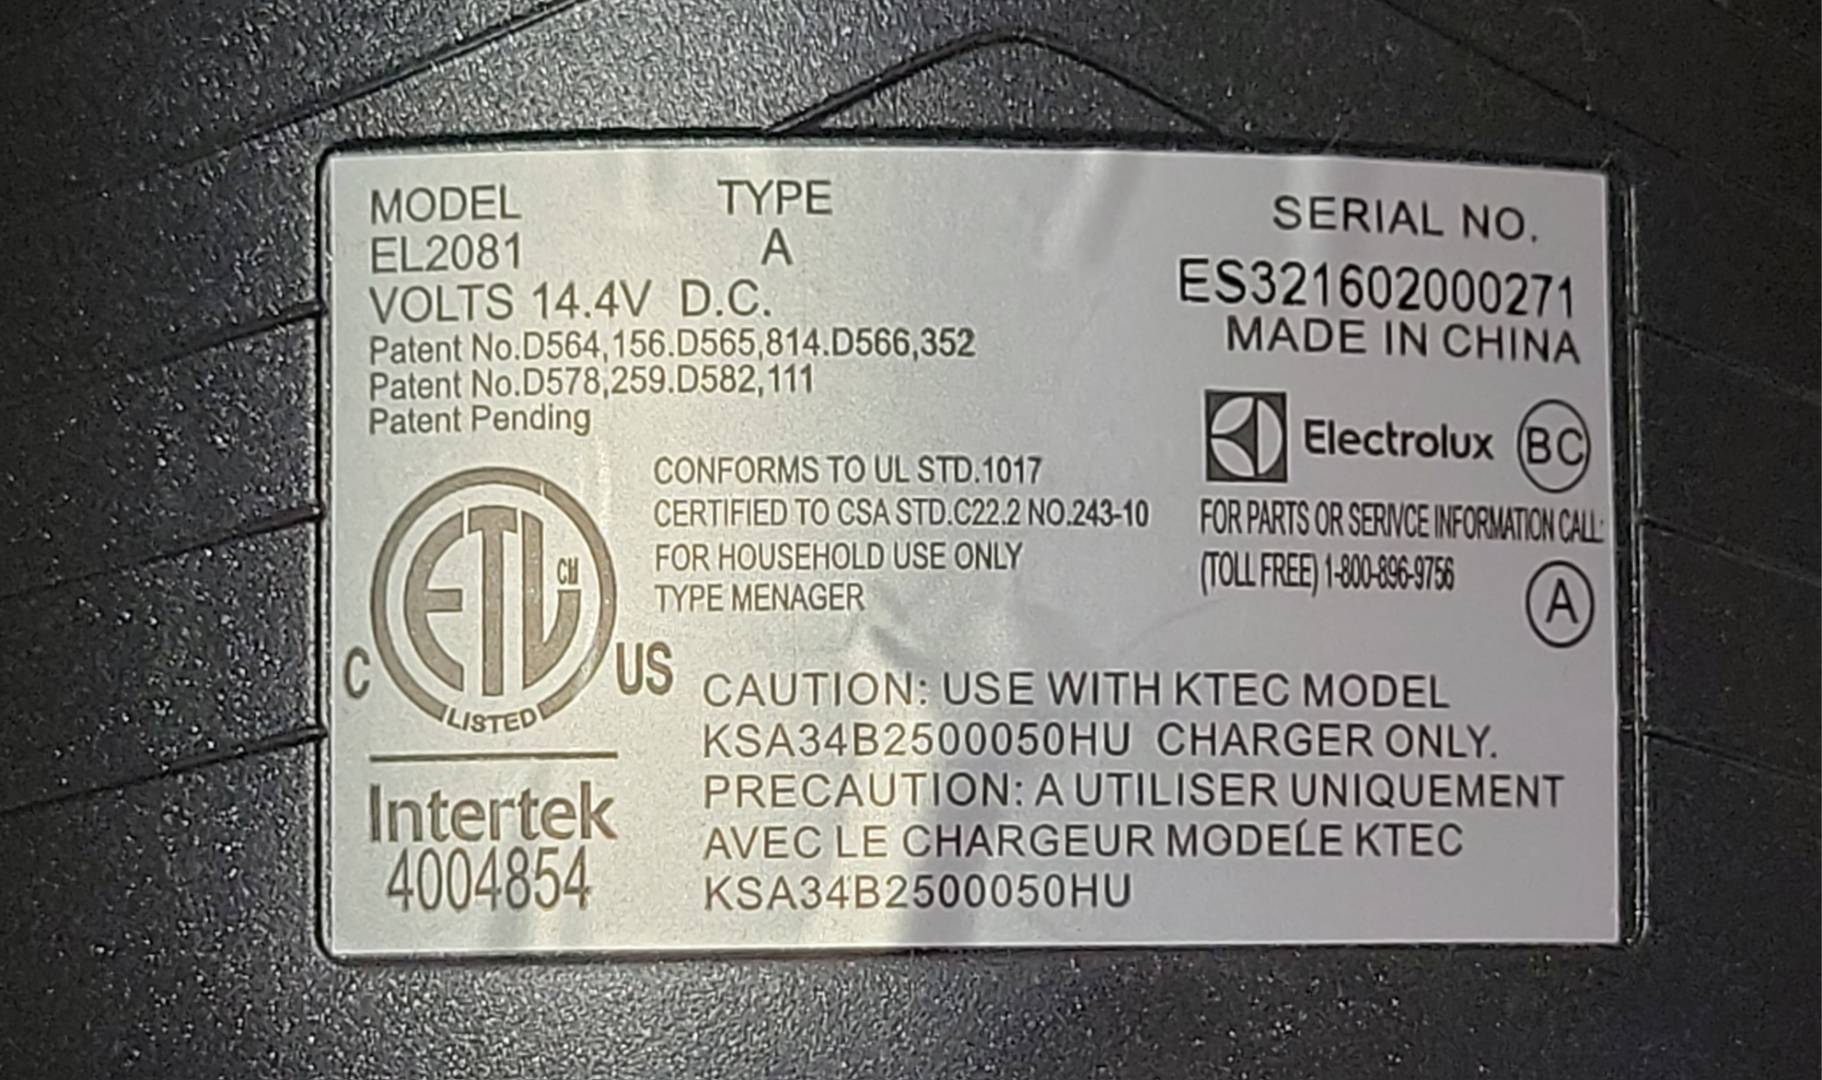 MODEL
EL2081
TYPE
A
VOLTS 14.4V D.C.
Patent No.D564,156.D565,814.D566,352
Patent No.D578,259.D582,111
Patent Pending
SERIAL NO.
ES321602000271
MADE IN CHINA
Electrolux BC
FOR PARTS OR SERIVCE INFORMATION CALL:
(TOLL FREE) 1-800-896-9756
A
CONFORMS TO UL STD.1017
CERTIFIED TO CSA STD.C22.2 NO.243-10
FOR HOUSEHOLD USE ONLY
TYPE MENAGER
ETL CM
C US
LISTED
Intertek
4004854
CAUTION: USE WITH KTEC MODEL
KSA34B2500050HU CHARGER ONLY.
PRECAUTION: A UTILISER UNIQUEMENT
AVEC LE CHARGEUR MODEĹE KTEC
KSA34B2500050HU